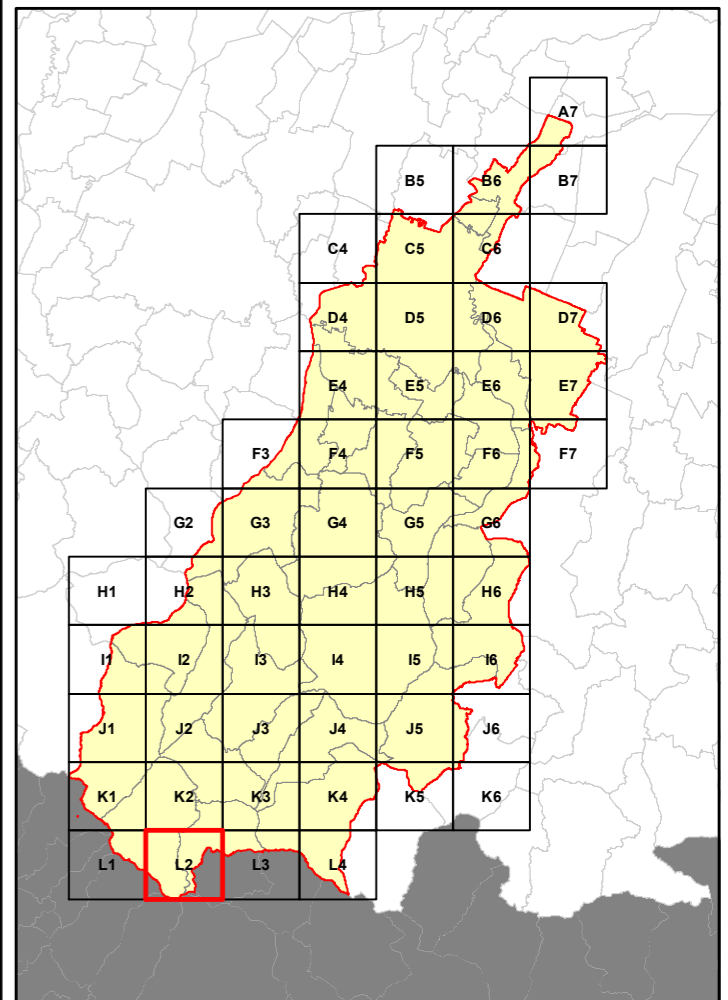 A7
B5 B6 B7
C4 C5 C6
D4 D5 D6 D7
E4 E5 E6 E7
F3 F4 F5 F6 F7
G2 G3 G4 G5 G6
H1 H2 H3 H4 H5 H6
I1 I2 I3 I4 I5 I6
J1 J2 J3 J4 J5 J6
K1 K2 K3 K4 K5 K6
L1 L2 L3 L4